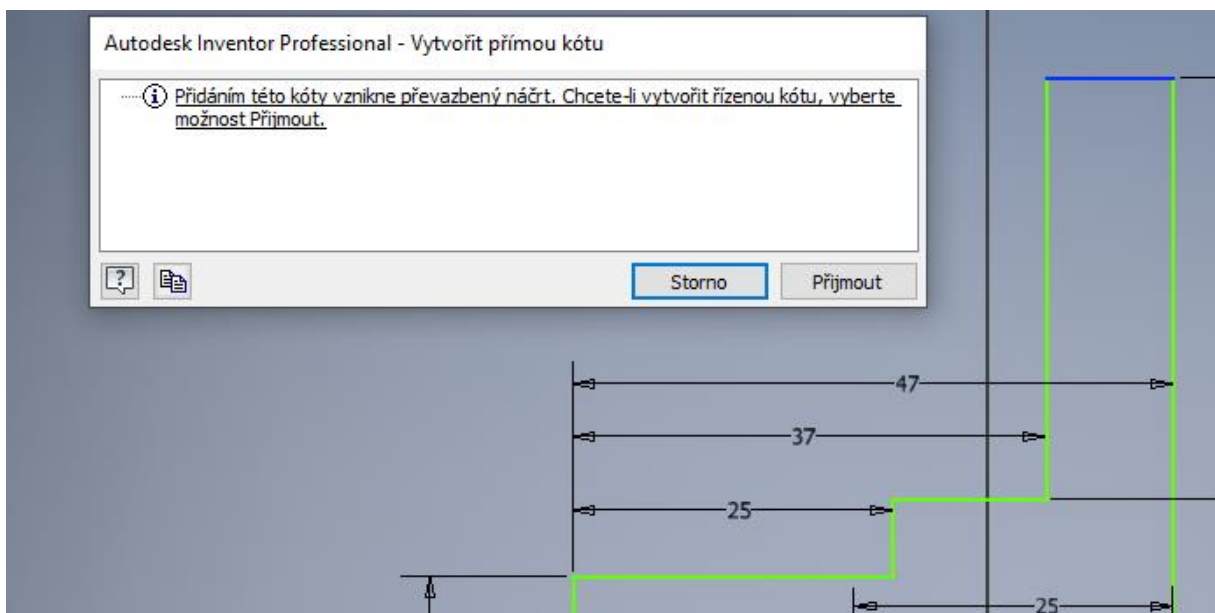 Autodesk Inventor Professional - Vytvořit přímou kótu
Přidáním této kóty vznikne převazbený náčrt. Chcete-li vytvořit řízenou kótu, vyberte
možnost Přijmout.
Storno Přijmout
47
37
25
25